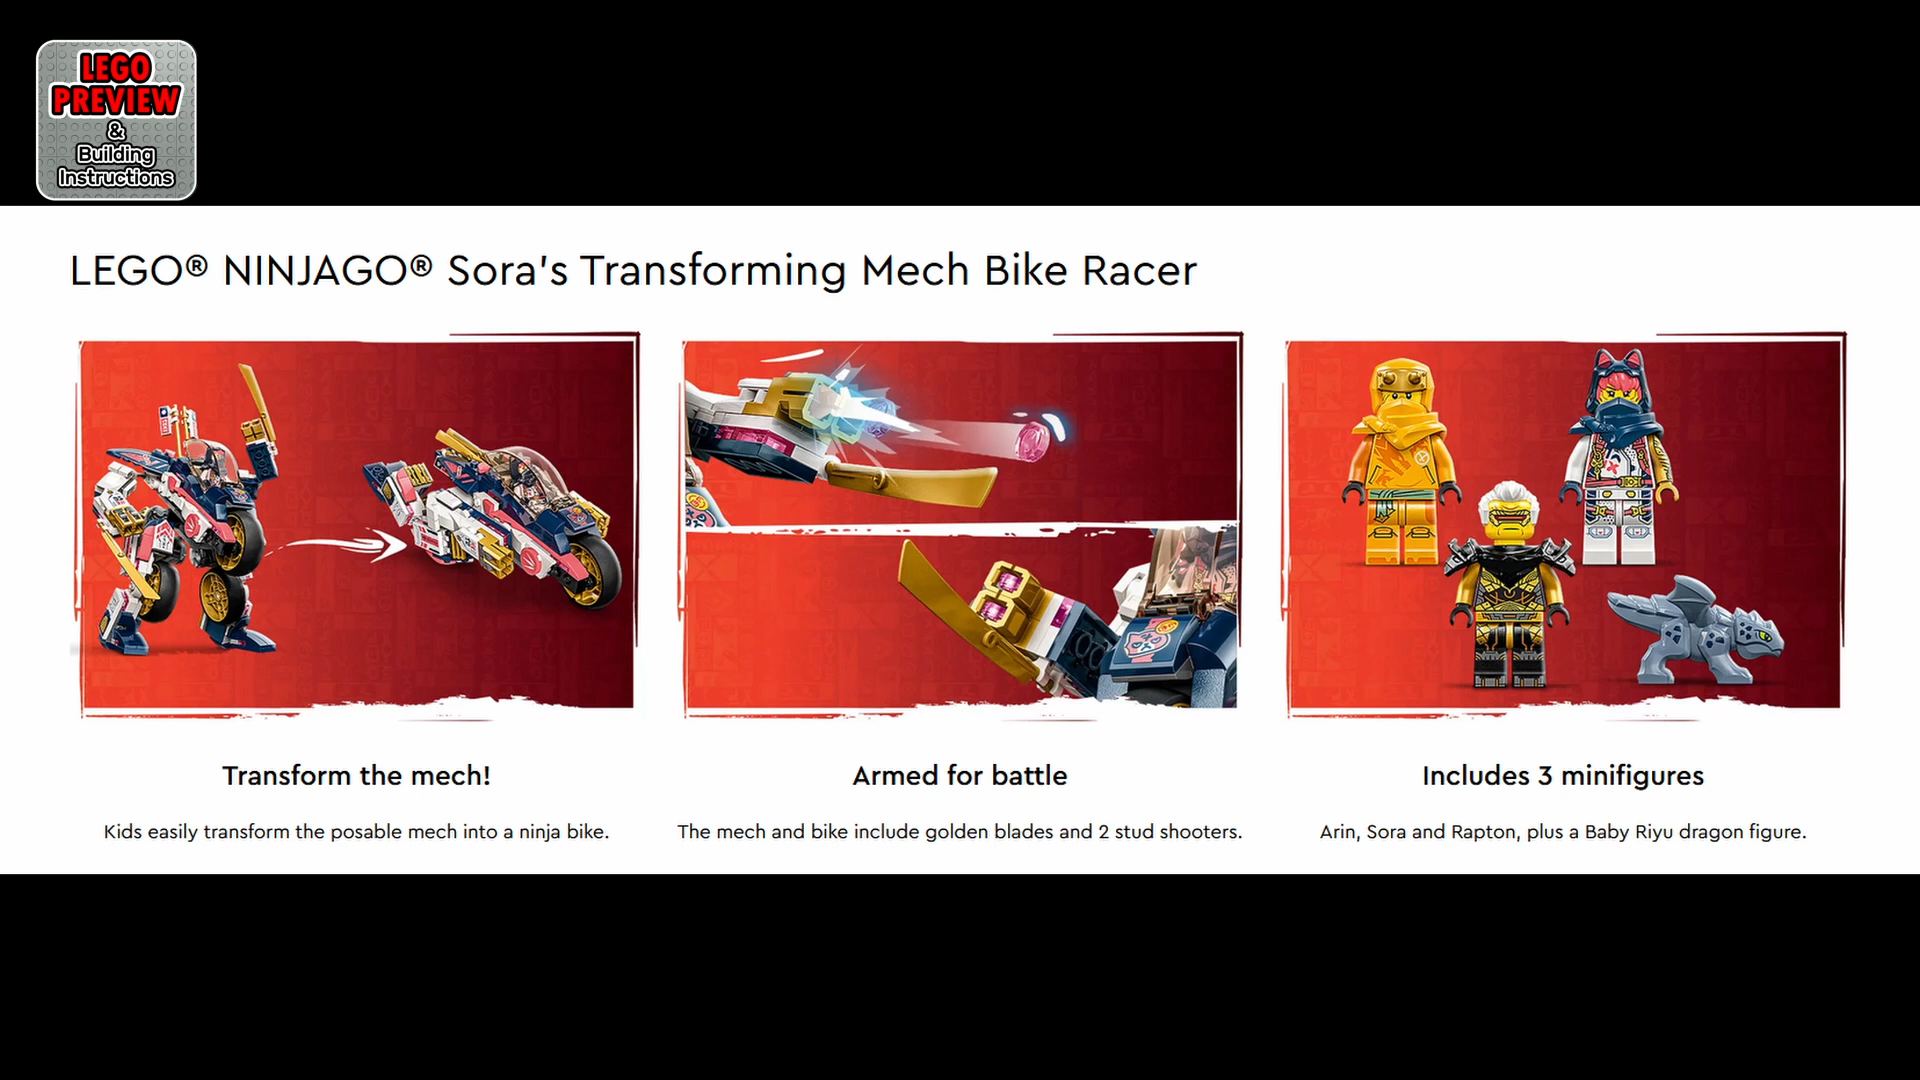 LEGO
PREVIEW
&
Building
Instructions
LEGO® NINJAGO® Sora's Transforming Mech Bike Racer
Transform the mech!
Armed for battle
Includes 3 minifigures
Kids easily transform the posable mech into a ninja bike.
The mech and bike include golden blades and 2 stud shooters.
Arin, Sora and Rapton, plus a Baby Riyu dragon figure.